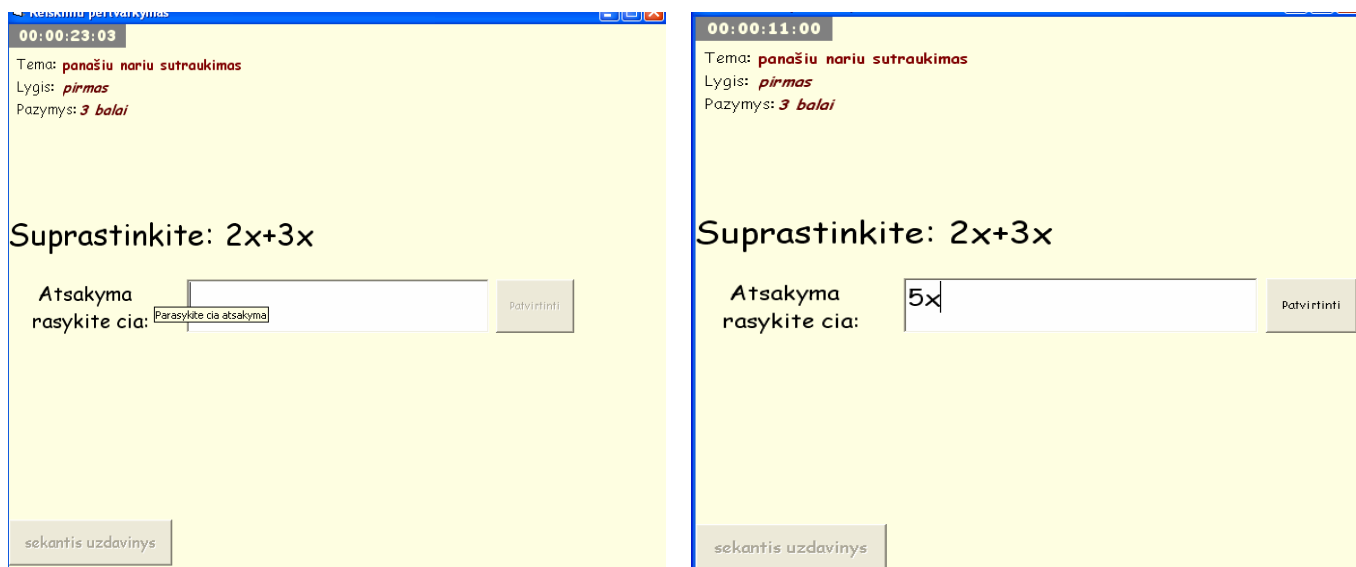 Reiskiniu pertvarkymas
00:00:23:03
Tema: panašiu nariu sutraukimas
Lygis: pirmas
Pazymys: 3 balai
Suprastinkite: 2x+3x
Atsakyma
rasykite cia:
Parasykite cia atsakyma
Patvirtinti
sekantis uzdavinys
00:00:11:00
Tema: panašiu nariu sutraukimas
Lygis: pirmas
Pazymys: 3 balai
Suprastinkite: 2x+3x
Atsakyma
rasykite cia:
5x
Patvirtinti
sekantis uzdavinys